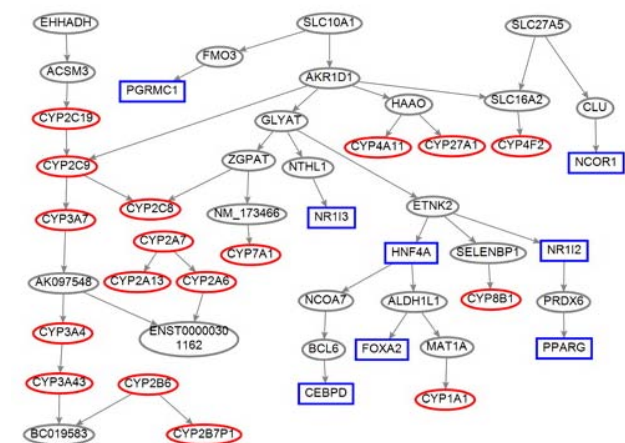 EHHADH
SLC10A1
SLC27A5
FMO3
ACSM3
AKR1D1
PGRMC1
HAAO
SLC16A2
CLU
CYP2C19
GLYAT
CYP4A11
CYP27A1
CYP4F2
NCOR1
CYP2C9
ZGPAT
NTHL1
CYP3A7
CYP2C8
NM_173466
NR1I3
ETNK2
CYP2A7
CYP7A1
HNF4A
SELENBP1
NR1I2
AK097548
CYP2A13
CYP2A6
NCOA7
ALDH1L1
CYP8B1
PRDX6
CYP3A4
ENST0000030
1162
BCL6
FOXA2
MAT1A
PPARG
CYP3A43
CYP2B6
CEBPD
CYP1A1
BC019583
CYP2B7P1